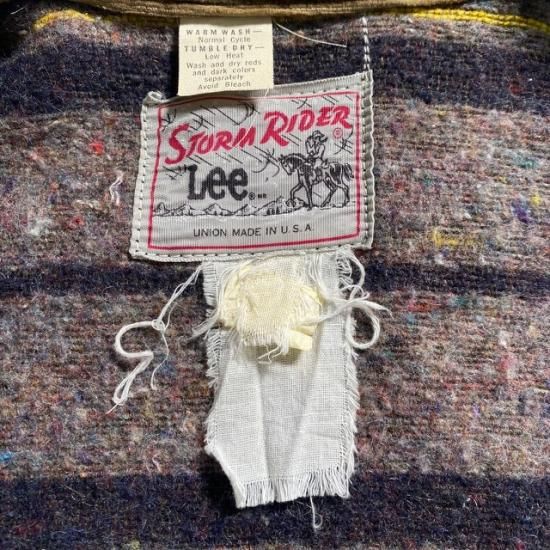 WARM WASH—
Normal Cycle
TUMBLE DRY—
Low Heat
Wash and dry reds
and dark colors
separately
Avoid Bleach
STORM RIDER®
Lee®
UNION MADE IN U.S.A.